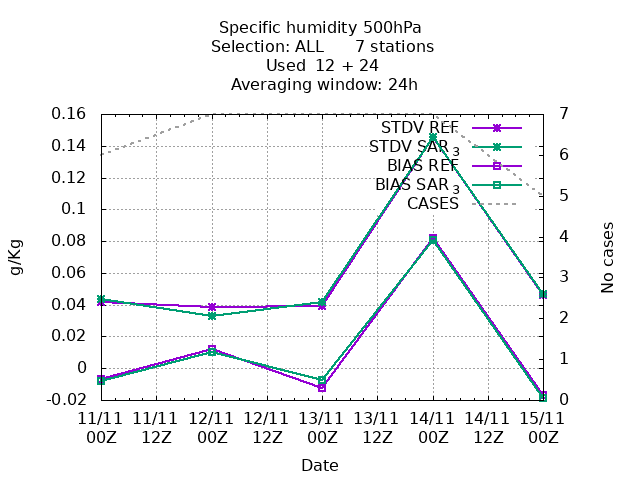 Specific humidity 500hPa
Selection: ALL 7 stations
Used 12 + 24
Averaging window: 24h
0.16
0.14
0.12
0.1
0.08
0.06
0.04
0.02
0
-0.02
g/Kg
7
6
5
4
3
2
1
0
No cases
STDV REF
STDV SAR3
BIAS REF
BIAS SAR3
CASES
11/11 11/11 12/11 12/11 13/11 13/11 14/11 14/11 15/11
00Z 12Z 00Z 12Z 00Z 12Z 00Z 12Z 00Z
Date